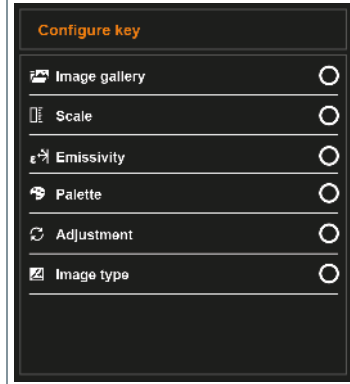 Configure key
Image gallery
Scale
ε Emissivity
Palette
Adjustment
Image type